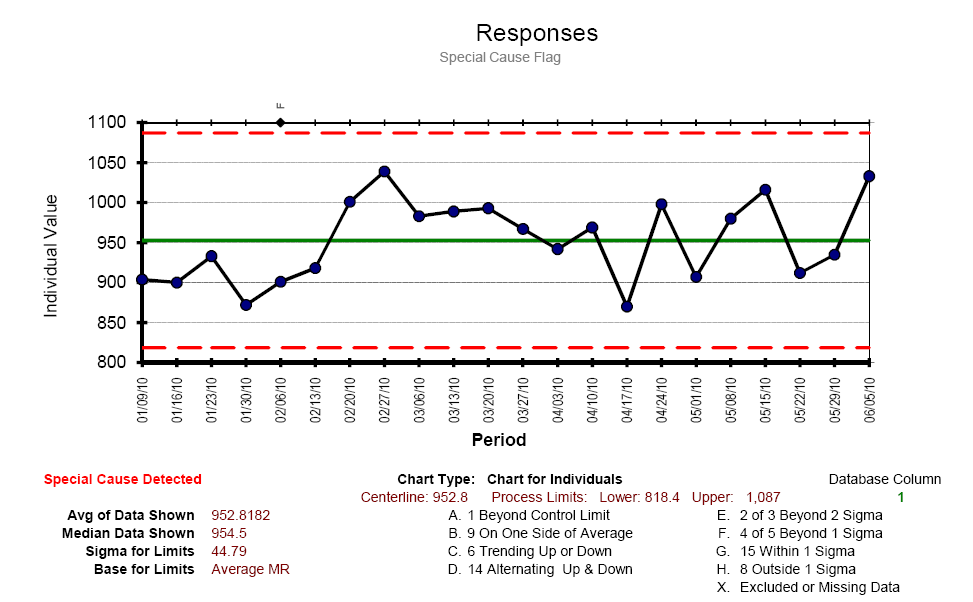 Responses
Special Cause Flag
F
1100
1050
1000
950
900
850
800
Individual Value
01/09/10 01/16/10 01/23/10 01/30/10 02/06/10 02/13/10 02/20/10 02/27/10 03/06/10 03/13/10 03/20/10 03/27/10 04/03/10 04/10/10 04/17/10 04/24/10 05/01/10 05/08/10 05/15/10 05/22/10 05/29/10 06/05/10
Period
Special Cause Detected Chart Type: Chart for Individuals Database Column
Centerline: 952.8 Process Limits: Lower: 818.4 Upper: 1,087 1
Avg of Data Shown 952.8182 A. 1 Beyond Control Limit E. 2 of 3 Beyond 2 Sigma
Median Data Shown 954.5 B. 9 On One Side of Average F. 4 of 5 Beyond 1 Sigma
Sigma for Limits 44.79 C. 6 Trending Up or Down G. 15 Within 1 Sigma
Base for Limits Average MR D. 14 Alternating Up & Down H. 8 Outside 1 Sigma
X. Excluded or Missing Data